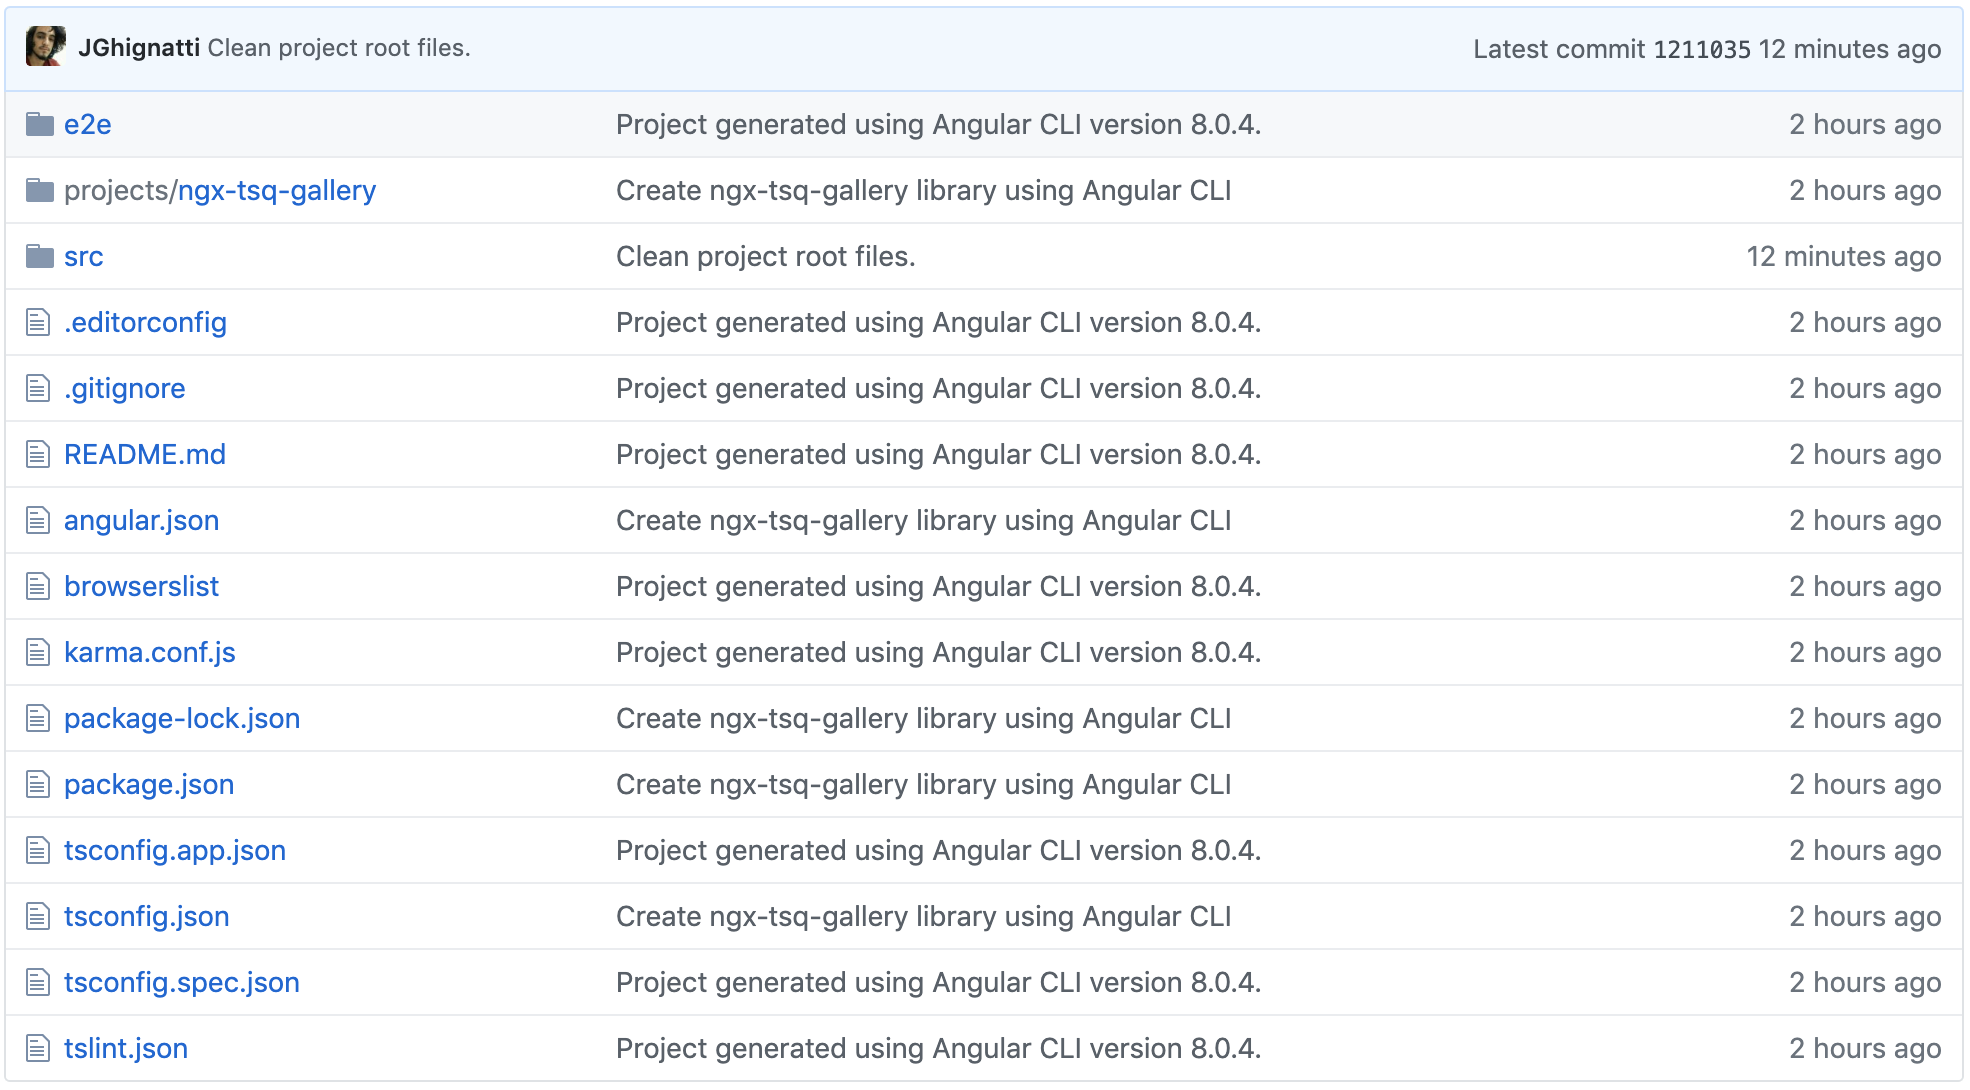 JGhignatti Clean project root files. Latest commit 1211035 12 minutes ago
e2e Project generated using Angular CLI version 8.0.4. 2 hours ago
projects/ngx-tsq-gallery Create ngx-tsq-gallery library using Angular CLI 2 hours ago
src Clean project root files. 12 minutes ago
.editorconfig Project generated using Angular CLI version 8.0.4. 2 hours ago
.gitignore Project generated using Angular CLI version 8.0.4. 2 hours ago
README.md Project generated using Angular CLI version 8.0.4. 2 hours ago
angular.json Create ngx-tsq-gallery library using Angular CLI 2 hours ago
browserslist Project generated using Angular CLI version 8.0.4. 2 hours ago
karma.conf.js Project generated using Angular CLI version 8.0.4. 2 hours ago
package-lock.json Create ngx-tsq-gallery library using Angular CLI 2 hours ago
package.json Create ngx-tsq-gallery library using Angular CLI 2 hours ago
tsconfig.app.json Project generated using Angular CLI version 8.0.4. 2 hours ago
tsconfig.json Create ngx-tsq-gallery library using Angular CLI 2 hours ago
tsconfig.spec.json Project generated using Angular CLI version 8.0.4. 2 hours ago
tslint.json Project generated using Angular CLI version 8.0.4. 2 hours ago